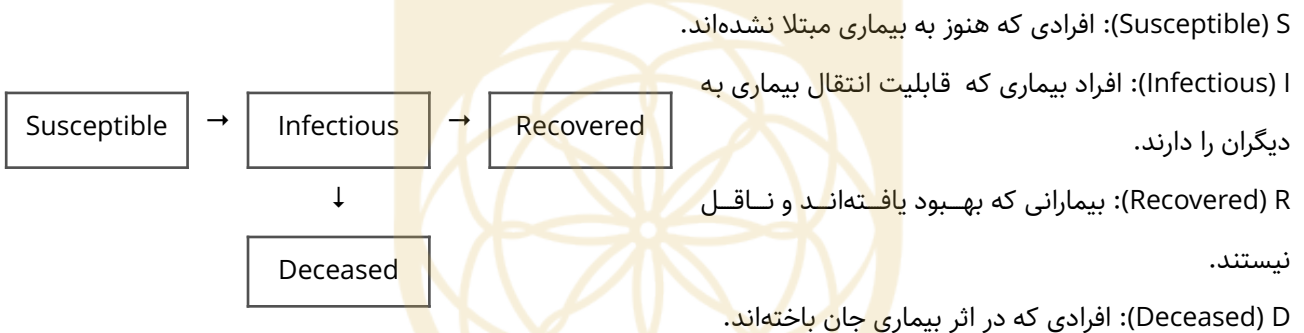 S (Susceptible): افرادی که هنوز به بیماری مبتلا نشده‌اند.
I (Infectious): افراد بیماری که قابلیت انتقال بیماری به
دیگران را دارند.
R (Recovered): بیمارانی که بهبود یافته‌اند و ناقل
نیستند.
D (Deceased): افرادی که در اثر بیماری جان باخته‌اند.
Susceptible → Infectious → Recovered
↓
Deceased